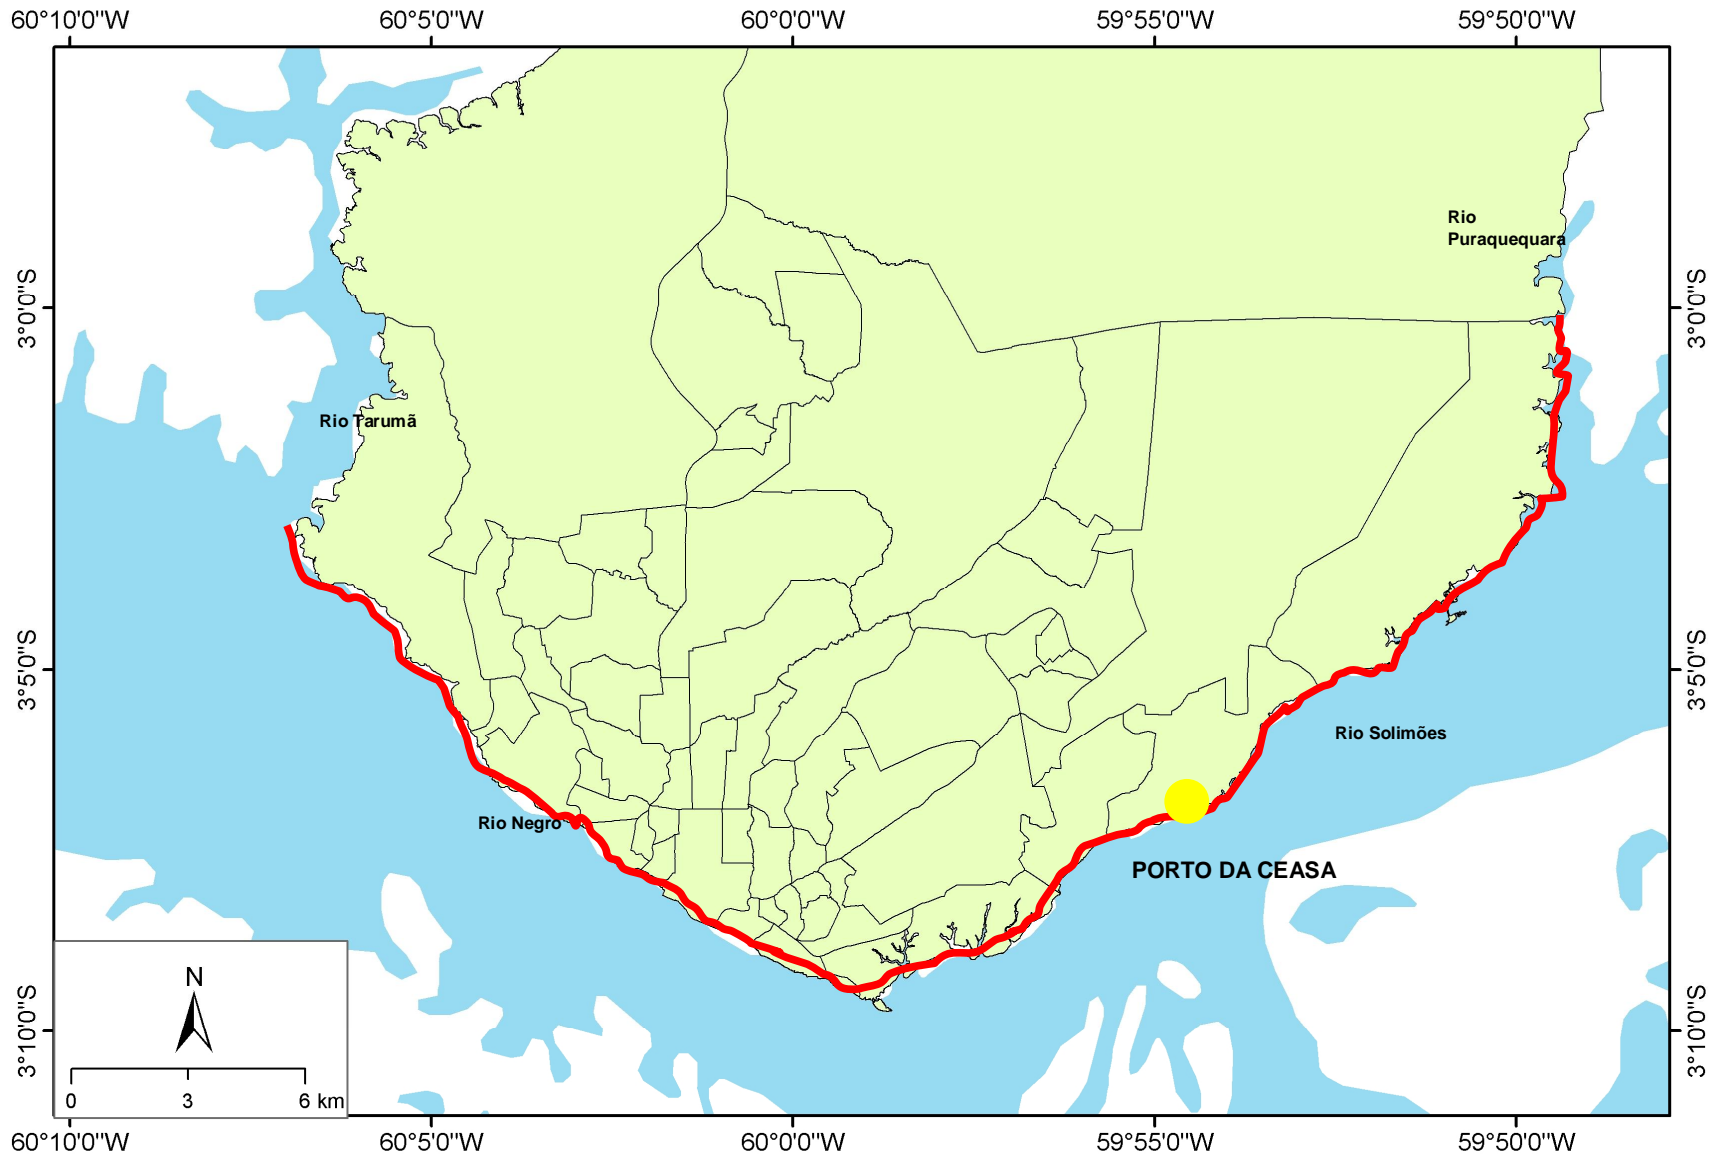 60°10'0"W 60°5'0"W 60°0'0"W 59°55'0"W 59°50'0"W
Rio
Puraquequara
3°0'0"S 3°0'0"S
Rio Tarumã
3°5'0"S 3°5'0"S
Rio Solimões
Rio Negro
PORTO DA CEASA
N
3°10'0"S 3°10'0"S
0 3 6 km
60°10'0"W 60°5'0"W 60°0'0"W 59°55'0"W 59°50'0"W